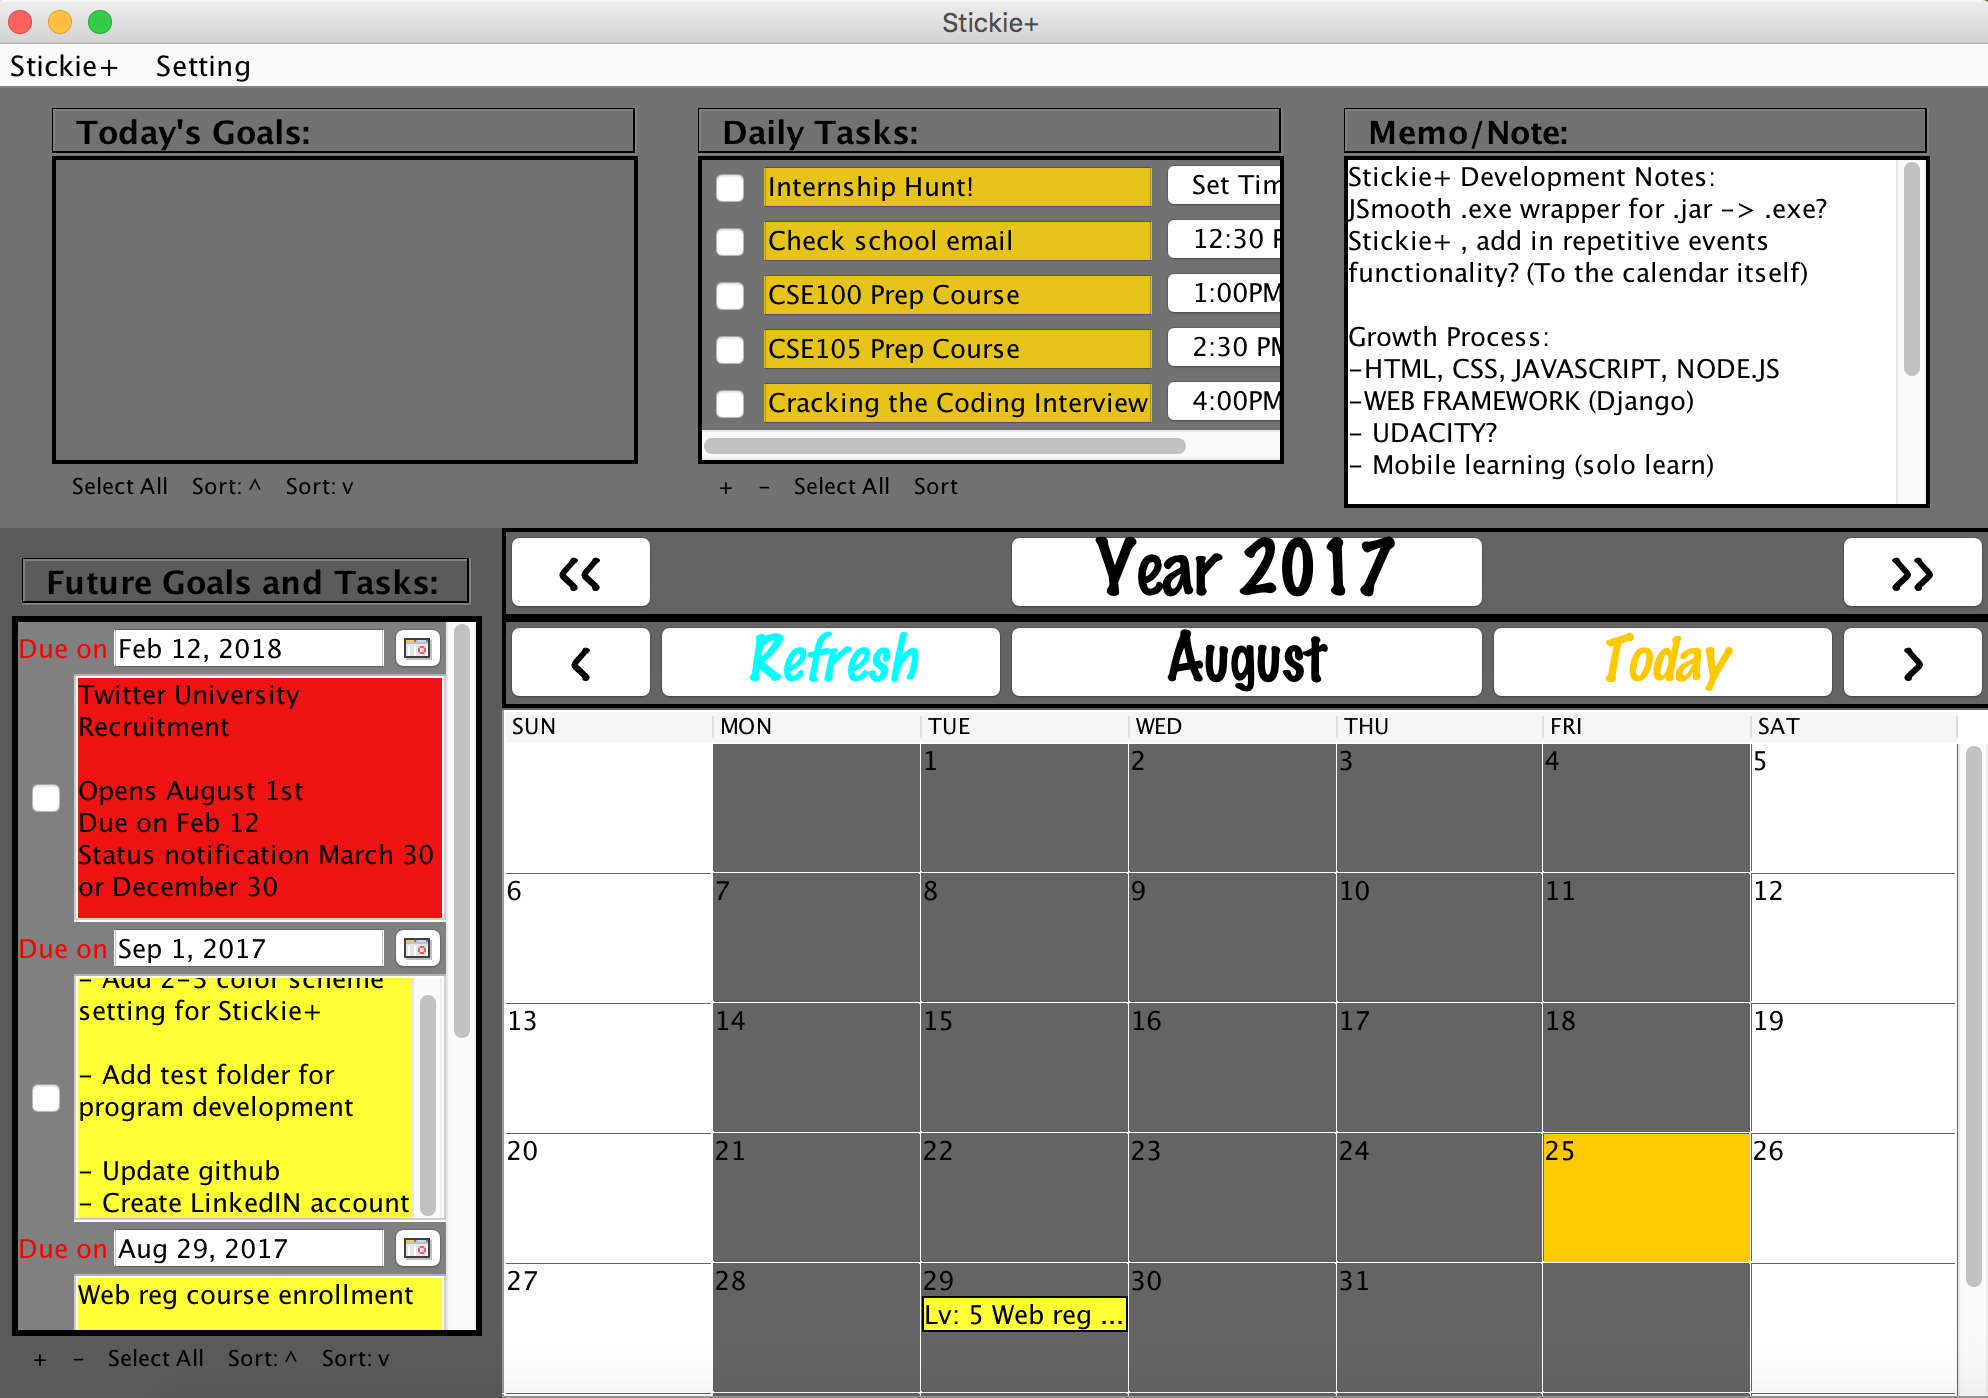 Stickie+
Stickie+ Setting
Today's Goals:
Select All Sort: ^ Sort: v
Daily Tasks:
Internship Hunt! Set Tim
Check school email 12:30 P
CSE100 Prep Course 1:00PM
CSE105 Prep Course 2:30 PM
Cracking the Coding Interview 4:00PM
+ - Select All Sort
Memo/Note:
Stickie+ Development Notes:
JSmooth .exe wrapper for .jar -> .exe?
Stickie+ , add in repetitive events
functionality? (To the calendar itself)
Growth Process:
-HTML, CSS, JAVASCRIPT, NODE.JS
-WEB FRAMEWORK (Django)
- UDACITY?
- Mobile learning (solo learn)
Future Goals and Tasks:
Due on Feb 12, 2018
Twitter University
Recruitment
Opens August 1st
Due on Feb 12
Status notification March 30
or December 30
Due on Sep 1, 2017
- Add 2-3 color scheme
setting for Stickie+
- Add test folder for
program development
- Update github
- Create LinkedIN account
Due on Aug 29, 2017
Web reg course enrollment
+ - Select All Sort: ^ Sort: v
<< Year 2017 >>
< Refresh August Today >
SUN MON TUE WED THU FRI SAT
1 2 3 4 5
6 7 8 9 10 11 12
13 14 15 16 17 18 19
20 21 22 23 24 25 26
27 28 29 30 31
Lv: 5 Web reg ...